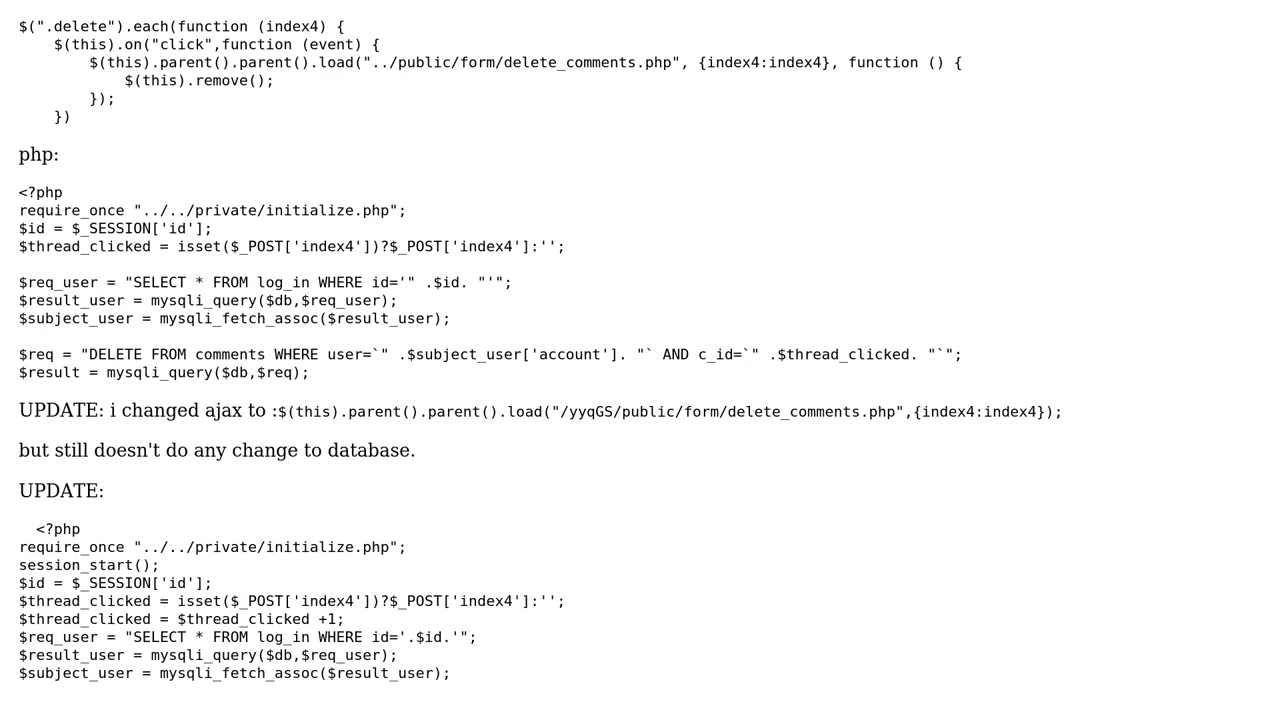 $(".delete").each(function (index4) {
    $(this).on("click",function (event) {
        $(this).parent().parent().load("../public/form/delete_comments.php", {index4:index4}, function () {
            $(this).remove();
        });
    })
php:
<?php
require_once "../../private/initialize.php";
$id = $_SESSION['id'];
$thread_clicked = isset($_POST['index4'])?$_POST['index4']:'';
$req_user = "SELECT * FROM log_in WHERE id='" .$id. "'";
$result_user = mysqli_query($db,$req_user);
$subject_user = mysqli_fetch_assoc($result_user);
$req = "DELETE FROM comments WHERE user=`" .$subject_user['account']. "` AND c_id=`" .$thread_clicked. "`";
$result = mysqli_query($db,$req);
UPDATE: i changed ajax to :$(this).parent().parent().load("/yyqGS/public/form/delete_comments.php",{index4:index4});
but still doesn't do any change to database.
UPDATE:
  <?php
require_once "../../private/initialize.php";
session_start();
$id = $_SESSION['id'];
$thread_clicked = isset($_POST['index4'])?$_POST['index4']:'';
$thread_clicked = $thread_clicked +1;
$req_user = "SELECT * FROM log_in WHERE id='.$id.'";
$result_user = mysqli_query($db,$req_user);
$subject_user = mysqli_fetch_assoc($result_user);